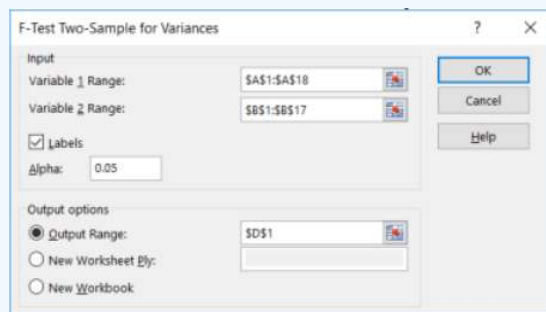 F-Test Two-Sample for Variances ? ×
Input
Variable 1 Range: $A$1:$A$18
Variable 2 Range: $B$1:$B$17
Labels
Alpha: 0.05
OK
Cancel
Help
Output options
Output Range: $D$1
New Worksheet Ply:
New Workbook